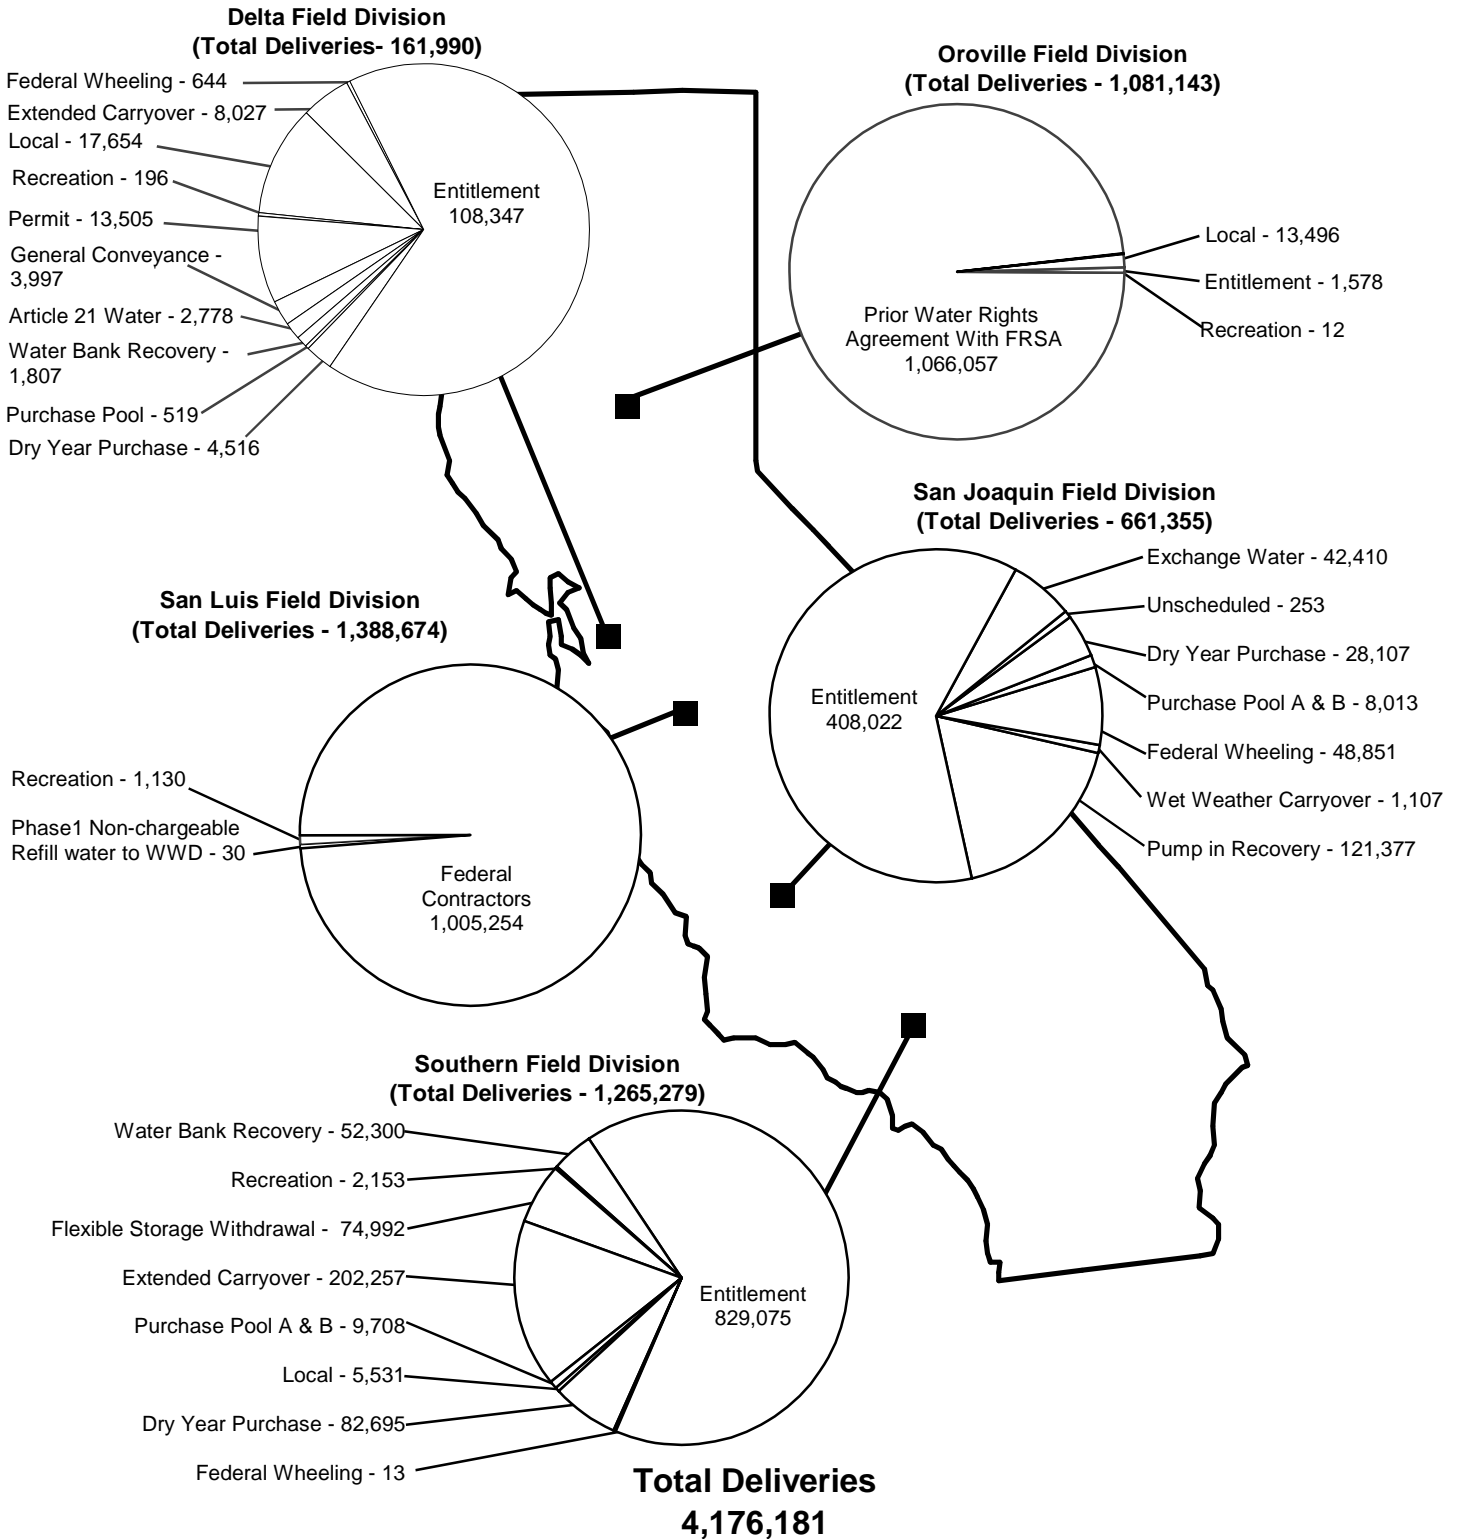 Delta Field Division
(Total Deliveries- 161,990)
Federal Wheeling - 644
Extended Carryover - 8,027
Local - 17,654
Recreation - 196
Permit - 13,505
General Conveyance -
3,997
Article 21 Water - 2,778
Water Bank Recovery -
1,807
Purchase Pool - 519
Dry Year Purchase - 4,516
Entitlement
108,347
Oroville Field Division
(Total Deliveries - 1,081,143)
Local - 13,496
Entitlement - 1,578
Recreation - 12
Prior Water Rights
Agreement With FRSA
1,066,057
San Joaquin Field Division
(Total Deliveries - 661,355)
Exchange Water - 42,410
Unscheduled - 253
Dry Year Purchase - 28,107
Purchase Pool A & B - 8,013
Federal Wheeling - 48,851
Wet Weather Carryover - 1,107
Pump in Recovery - 121,377
Entitlement
408,022
San Luis Field Division
(Total Deliveries - 1,388,674)
Recreation - 1,130
Phase1 Non-chargeable
Refill water to WWD - 30
Federal
Contractors
1,005,254
Southern Field Division
(Total Deliveries - 1,265,279)
Water Bank Recovery - 52,300
Recreation - 2,153
Flexible Storage Withdrawal - 74,992
Extended Carryover - 202,257
Purchase Pool A & B - 9,708
Local - 5,531
Dry Year Purchase - 82,695
Federal Wheeling - 13
Entitlement
829,075
Total Deliveries
4,176,181